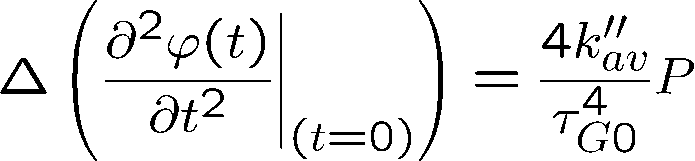 Δ ( ∂²φ(t) / ∂t² |_(t=0) ) = 4k″_av / τ⁴_G0 P